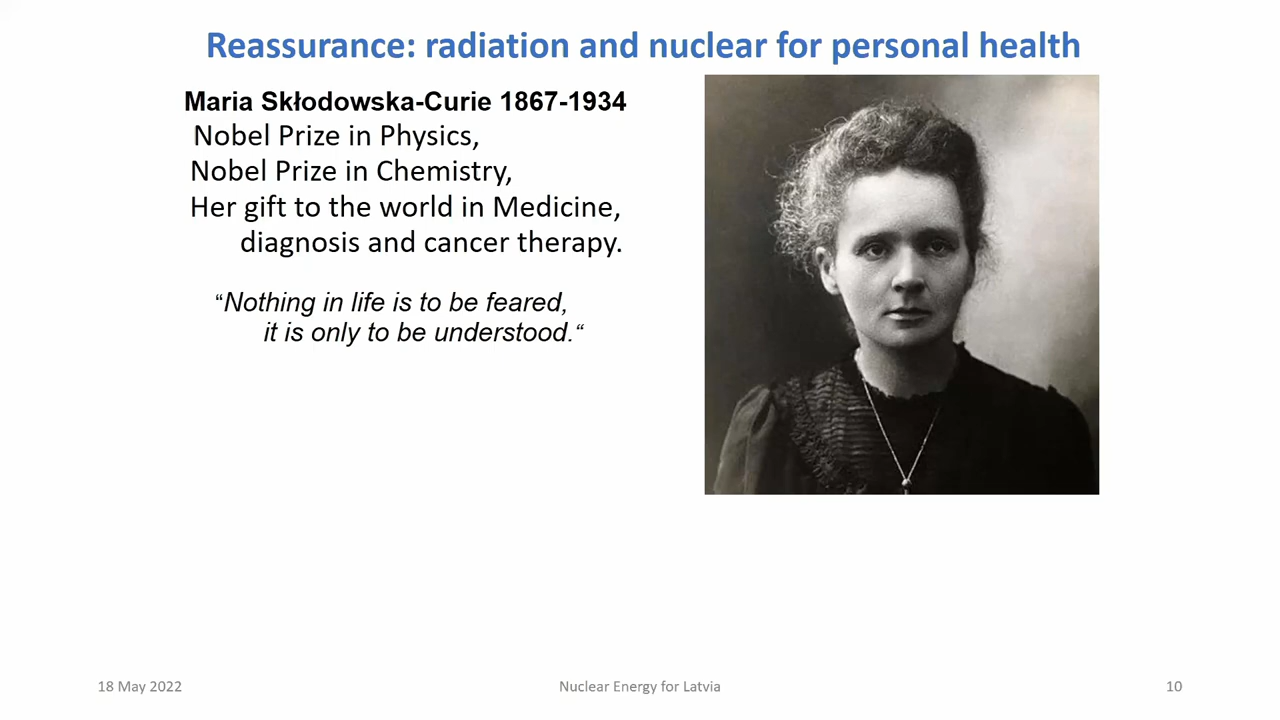 Reassurance: radiation and nuclear for personal health
Maria Skłodowska-Curie 1867-1934
Nobel Prize in Physics,
Nobel Prize in Chemistry,
Her gift to the world in Medicine,
diagnosis and cancer therapy.
“Nothing in life is to be feared,
it is only to be understood.“
18 May 2022
Nuclear Energy for Latvia
10